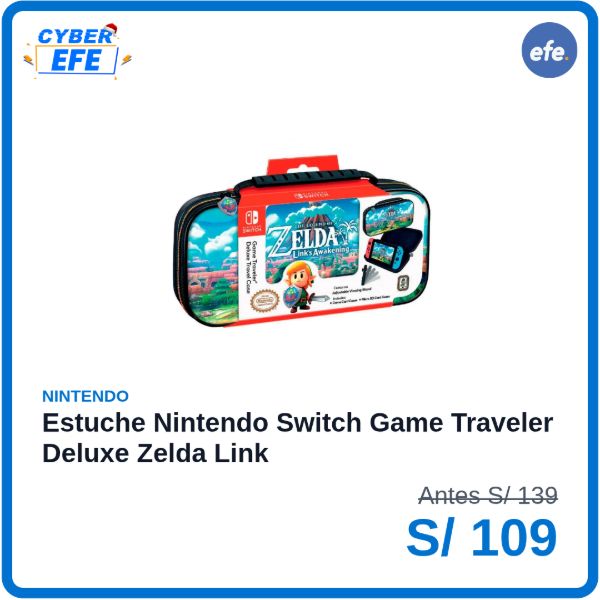 CYBER
EFE
efe.
NINTENDO
SWITCH
Game Traveler
Deluxe Travel Case
THE LEGEND OF
ZELDA
Link's Awakening
NINTENDO
Estuche Nintendo Switch Game Traveler
Deluxe Zelda Link
Antes S/ 139
S/ 109